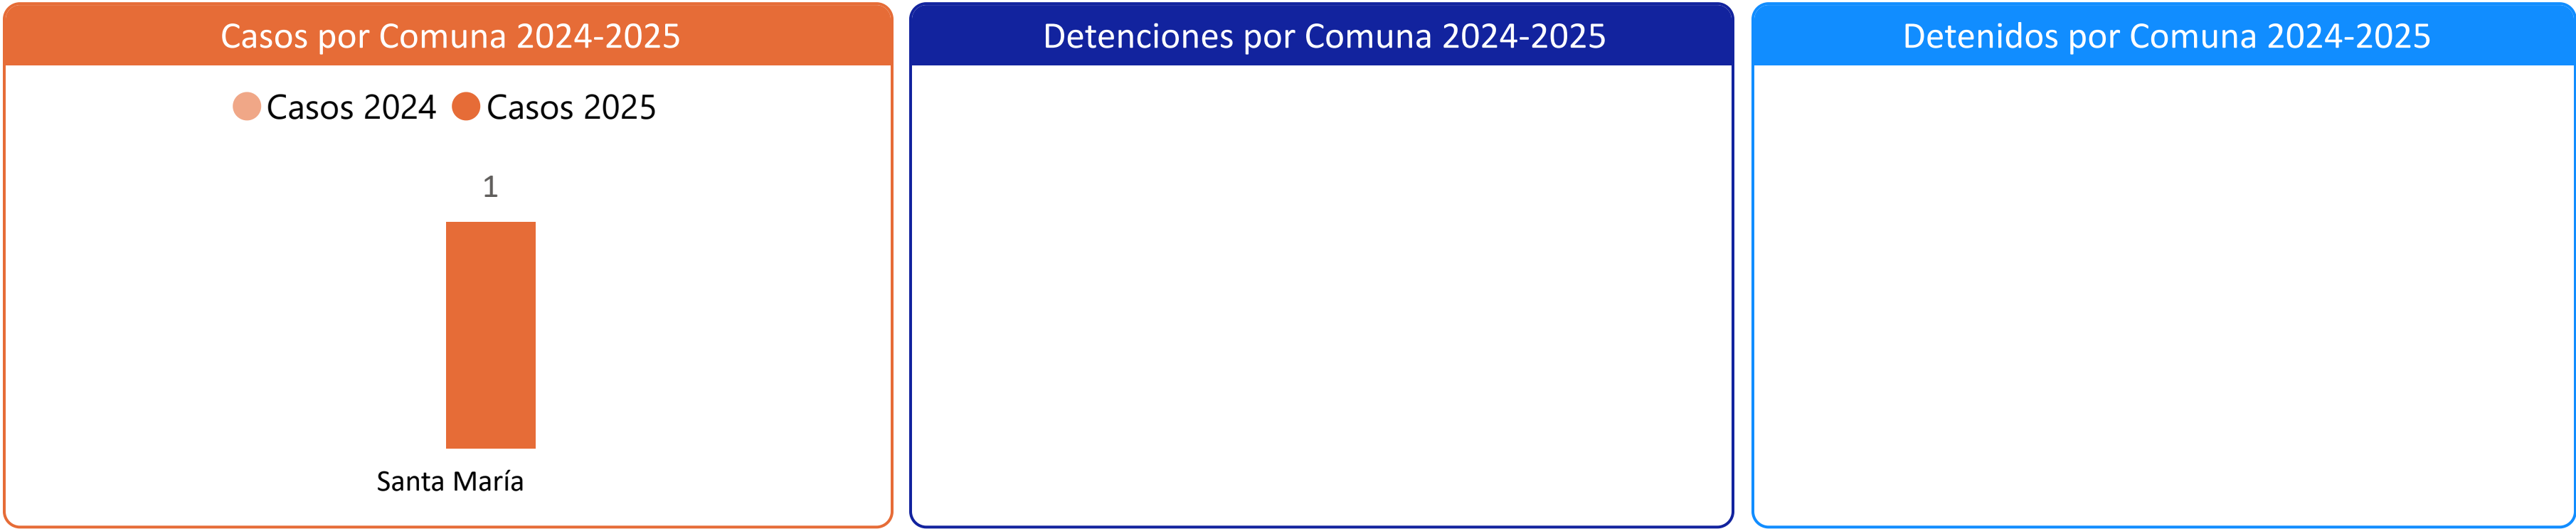 Casos por Comuna 2024-2025
Casos 2024 Casos 2025
1
Santa María
Detenciones por Comuna 2024-2025
Detenidos por Comuna 2024-2025